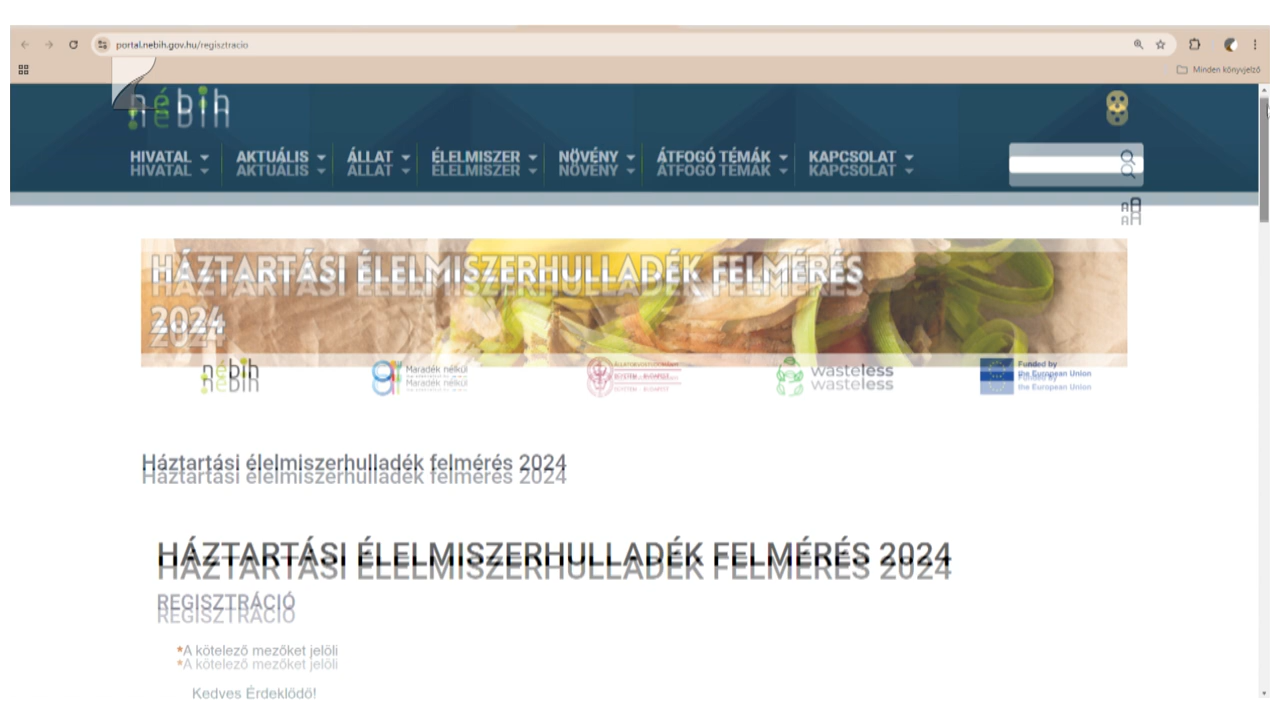 portal.nebih.gov.hu/regisztracio
Minden könyvjelző
nébih
HIVATAL AKTUÁLIS ÁLLAT ÉLELMISZER NÖVÉNY ÁTFOGÓ TÉMÁK KAPCSOLAT
AA
HÁZTARTÁSI ÉLELMISZERHULLADÉK FELMÉRÉS
2024
nébih
Maradék nélkül
wasteless
Funded by
the European Union
Háztartási élelmiszerhulladék felmérés 2024
HÁZTARTÁSI ÉLELMISZERHULLADÉK FELMÉRÉS 2024
REGISZTRÁCIÓ
*A kötelező mezőket jelöli
Kedves Érdeklődő!